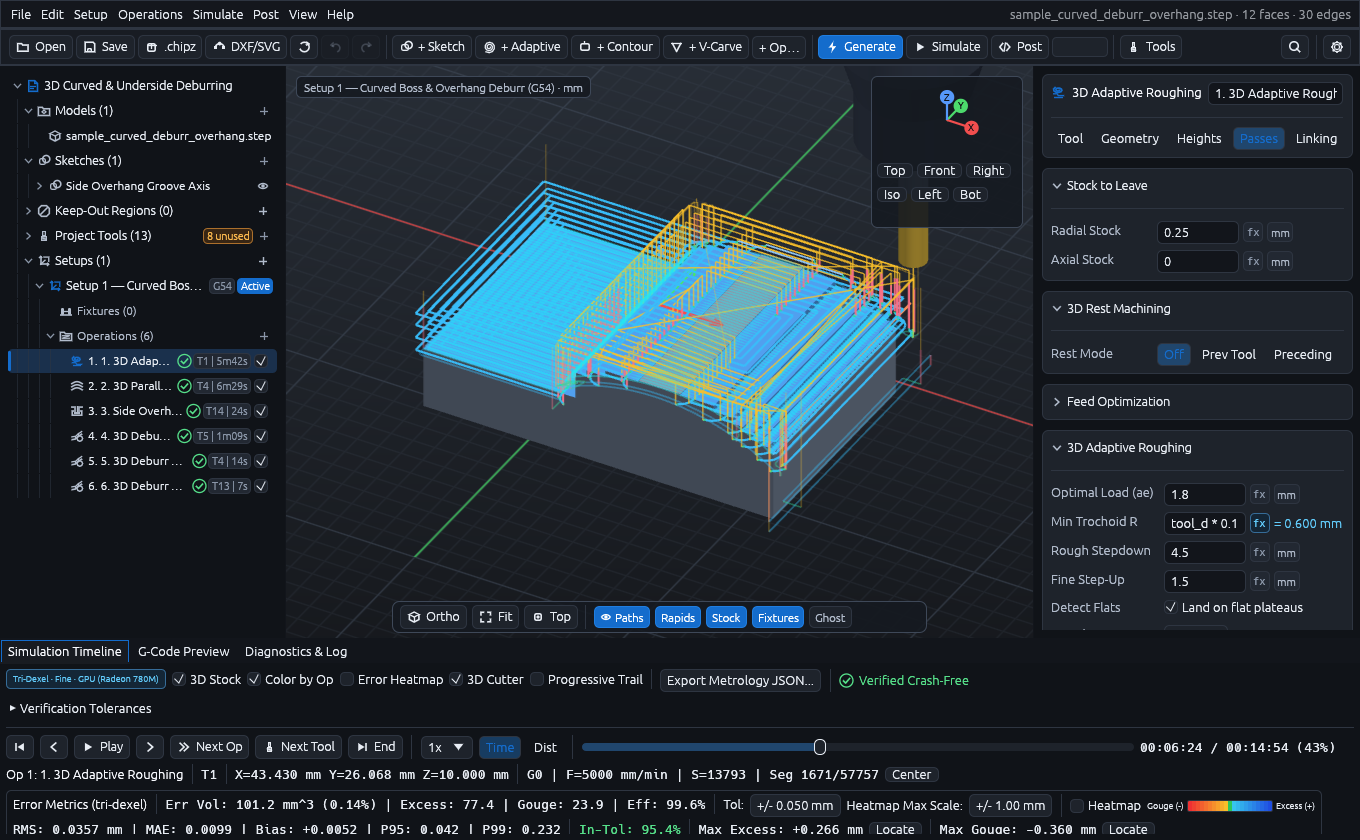 File Edit Setup Operations Simulate Post View Help
sample_curved_deburr_overhang.step · 12 faces · 30 edges
Open Save .chipz DXF/SVG + Sketch + Adaptive + Contour + V-Carve + Op... Generate Simulate Post Tools
3D Curved & Underside Deburring
Models (1) +
sample_curved_deburr_overhang.step
Sketches (1) +
Side Overhang Groove Axis
Keep-Out Regions (0) +
Project Tools (13) 8 unused +
Setups (1) +
Setup 1 — Curved Bos... G54 Active
Fixtures (0)
Operations (6) +
1. 1. 3D Adap... T1 | 5m42s
2. 2. 3D Parall... T4 | 6m29s
3. 3. Side Overh... T14 | 24s
4. 4. 3D Debu... T5 | 1m09s
5. 5. 3D Deburr ... T4 | 14s
6. 6. 3D Deburr ... T13 | 7s
Setup 1 — Curved Boss & Overhang Deburr (G54) · mm
Z
Y
X
Top Front Right
Iso Left Bot
Ortho Fit Top Paths Rapids Stock Fixtures Ghost
3D Adaptive Roughing 1. 3D Adaptive Rough
Tool Geometry Heights Passes Linking
Stock to Leave
Radial Stock 0.25 fx mm
Axial Stock 0 fx mm
3D Rest Machining
Rest Mode Off Prev Tool Preceding
Feed Optimization
3D Adaptive Roughing
Optimal Load (ae) 1.8 fx mm
Min Trochoid R tool_d * 0.1 fx = 0.600 mm
Rough Stepdown 4.5 fx mm
Fine Step-Up 1.5 fx mm
Detect Flats Land on flat plateaus
Simulation Timeline G-Code Preview Diagnostics & Log
Tri-Dexel · Fine · GPU (Radeon 780M) 3D Stock Color by Op Error Heatmap 3D Cutter Progressive Trail Export Metrology JSON... Verified Crash-Free
Verification Tolerances
Play Next Op Next Tool End 1x Time Dist 00:06:24 / 00:14:54 (43%)
Op 1: 1. 3D Adaptive Roughing T1 X=43.430 mm Y=26.068 mm Z=10.000 mm G0 | F=5000 mm/min | S=13793 | Seg 1671/57757 Center
Error Metrics (tri-dexel) Err Vol: 101.2 mm^3 (0.14%) | Excess: 77.4 | Gouge: 23.9 | Eff: 99.6% Tol: +/- 0.050 mm Heatmap Max Scale: +/- 1.00 mm Heatmap Gouge (-) Excess (+)
RMS: 0.0357 mm | MAE: 0.0099 | Bias: +0.0052 | P95: 0.042 | P99: 0.232 In-Tol: 95.4% Max Excess: +0.266 mm Locate Max Gouge: -0.360 mm Locate